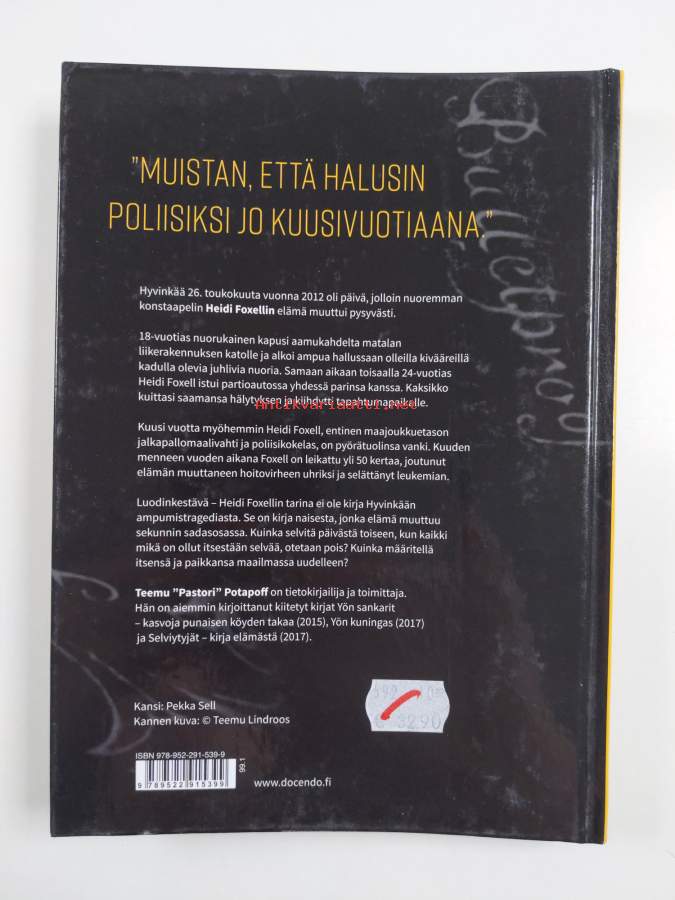 "MUISTAN, ETTÄ HALUSIN
POLIISIKSI JO KUUSIVUOTIAANA."
Hyvinkää 26. toukokuuta vuonna 2012 oli päivä, jolloin nuoremman
konstaapelin Heidi Foxellin elämä muuttui pysyvästi.
18-vuotias nuorukainen kapusi aamukahdelta matalan
liikerakennuksen katolle ja alkoi ampua hallussaan olleilla kivääreillä
kadulla olevia juhlivia nuoria. Samaan aikaan toisaalla 24-vuotias
Heidi Foxell istui partioautossa yhdessä parinsa kanssa. Kaksikko
kuittasi saamansa hälytyksen ja kiihdytti tapahtumapaikalle.
Antikvariaatti.net
Kuusi vuotta myöhemmin Heidi Foxell, entinen maajoukkuetason
jalkapallomaalivahti ja poliisikokelas, on pyörätuolinsa vanki. Kuuden
menneen vuoden aikana Foxell on leikattu yli 50 kertaa, joutunut
elämän muuttaneen hoitovirheen uhriksi ja selättänyt leukemian.
Luodinkestävä – Heidi Foxellin tarina ei ole kirja Hyvinkään
ampumistragediasta. Se on kirja naisesta, jonka elämä muuttuu
sekunnin sadasosassa. Kuinka selvitä päivästä toiseen, kun kaikki
mikä on ollut itsestään selvää, otetaan pois? Kuinka määritellä
itsensä ja paikkansa maailmassa uudelleen?
Teemu "Pastori" Potapoff on tietokirjailija ja toimittaja.
Hän on aiemmin kirjoittanut kiitetyt kirjat Yön sankarit
– kasvoja punaisen köyden takaa (2015), Yön kuningas (2017)
ja Selviytyjät – kirja elämästä (2017).
Kansi: Pekka Sell
Kannen kuva: © Teemu Lindroos
€ 32.90
ISBN 978-952-291-539-9
99.1
9 789522 915399
www.docendo.fi
Bulletproof